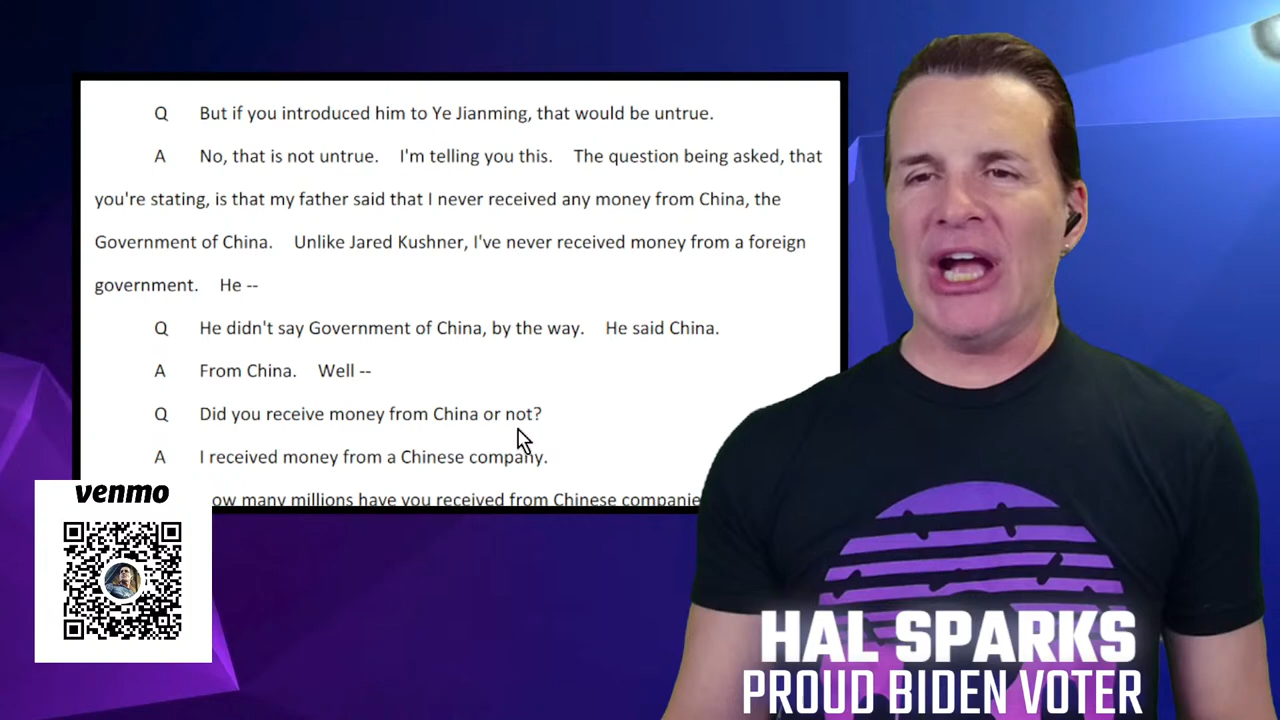 Q But if you introduced him to Ye Jianming, that would be untrue.
A No, that is not untrue. I'm telling you this. The question being asked, that
you're stating, is that my father said that I never received any money from China, the
Government of China. Unlike Jared Kushner, I've never received money from a foreign
government. He --
Q He didn't say Government of China, by the way. He said China.
A From China. Well --
Q Did you receive money from China or not?
A I received money from a Chinese company.
ow many millions have you received from Chinese companie
venmo
HAL SPARKS
PROUD BIDEN VOTER